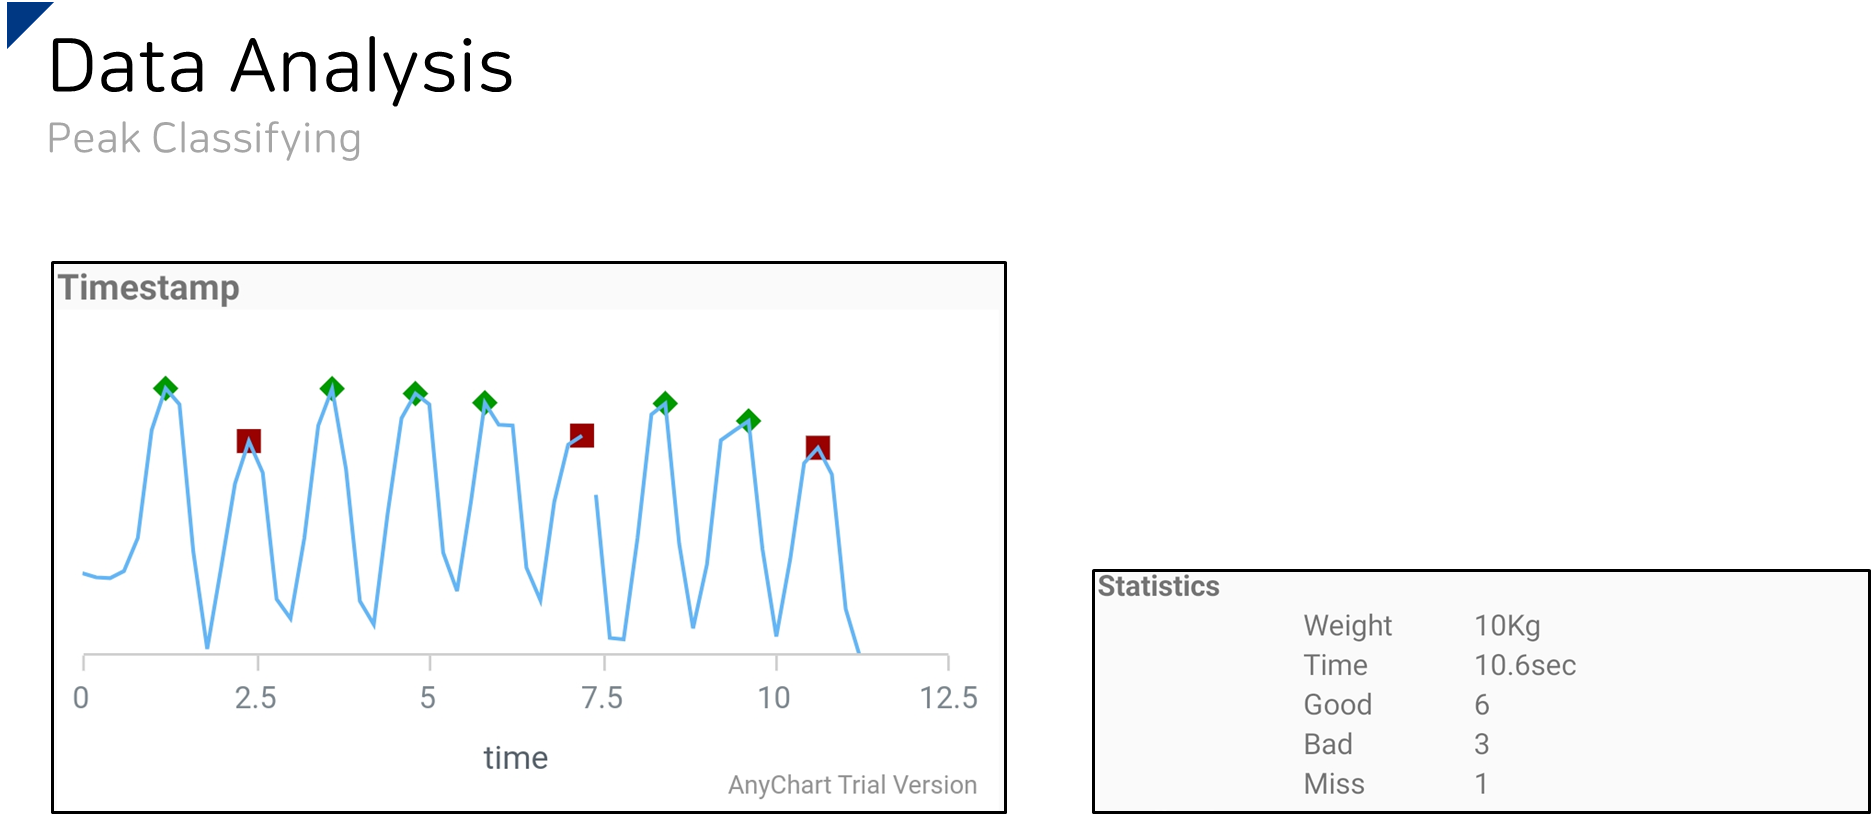 Data Analysis
Peak Classifying
Timestamp
0 2.5 5 7.5 10 12.5
time
AnyChart Trial Version
Statistics
Weight 10Kg
Time 10.6sec
Good 6
Bad 3
Miss 1